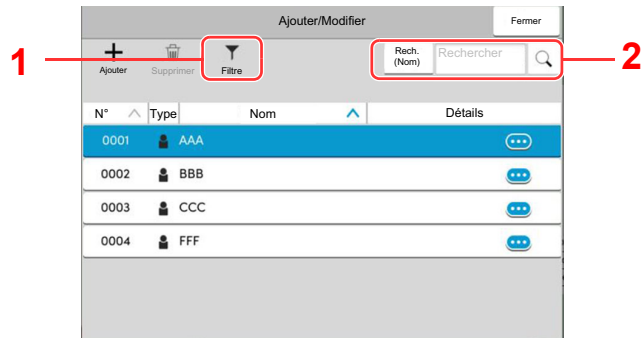 Ajouter/Modifier
Fermer
1
Ajouter
Supprimer
Filtre
Rech.
(Nom)
Rechercher
2
N° Type Nom Détails
0001 AAA
0002 BBB
0003 CCC
0004 FFF